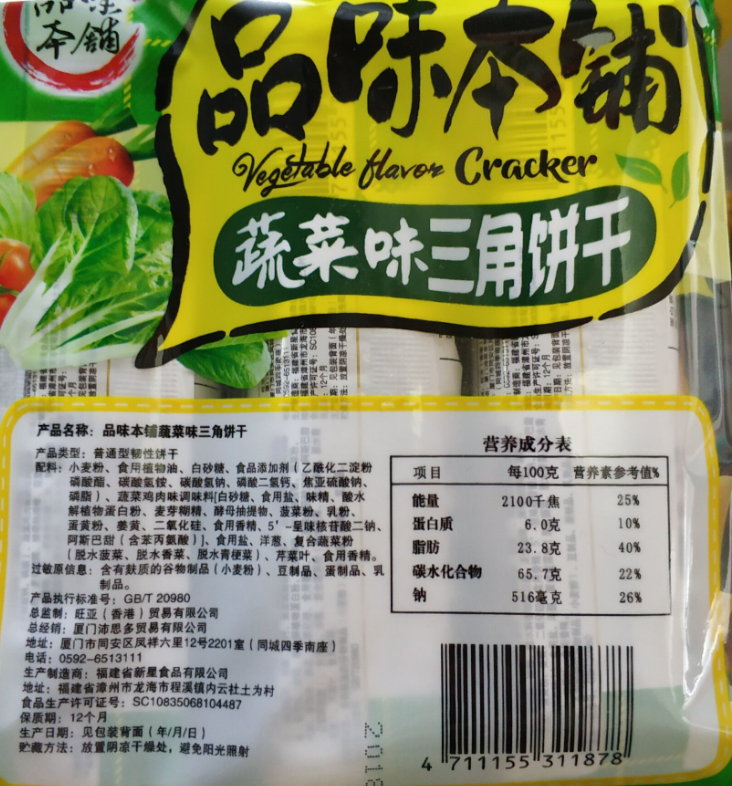 品味
本铺
品味本铺
Vegetable flavor Cracker
蔬菜味三角饼干
产品名称：品味本铺蔬菜味三角饼干
产品类型：普通型韧性饼干
配料：小麦粉、食用植物油、白砂糖、食品添加剂（乙酰化二淀粉
磷酸酯、碳酸氢铵、碳酸氢钠、磷酸二氢钙、焦亚硫酸钠、
磷脂）、蔬菜鸡肉味调味料[白砂糖、食用盐、味精、酸水
解植物蛋白粉、麦芽糊精、酵母抽提物、菠菜粉、乳粉、
蛋黄粉、姜黄、二氧化硅、食用香精、5'-呈味核苷酸二钠、
阿斯巴甜（含苯丙氨酸）]、食用盐、洋葱、复合蔬菜粉
（脱水菠菜、脱水香菜、脱水青梗菜）、芹菜叶、食用香精。
过敏原信息：含有麸质的谷物制品（小麦粉）、豆制品、蛋制品、乳
制品。
产品执行标准号：GB/T 20980
总监制：旺亚（香港）贸易有限公司
总经销：厦门沛思多贸易有限公司
地址：厦门市同安区凤祥六里12号2201室（同城四季南座）
电话：0592-6513111
生产制造商：福建省新星食品有限公司
地址：福建省漳州市龙海市程溪镇内云社土为村
食品生产许可证号：SC10835068104487
保质期：12个月
生产日期：见包装背面（年/月/日）
贮藏方法：放置阴凉干燥处，避免阳光照射
营养成分表
项目 每100克 营养素参考值%
能量 2100千焦 25%
蛋白质 6.0克 10%
脂肪 23.8克 40%
碳水化合物 65.7克 22%
钠 516毫克 26%
2018
4 711155 311878